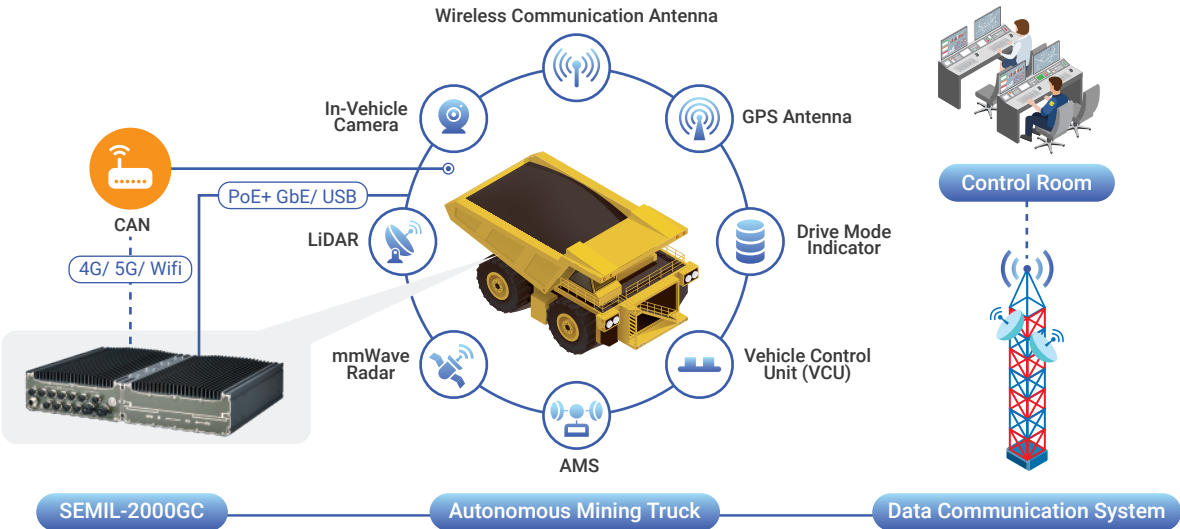 Wireless Communication Antenna
In-Vehicle
Camera
GPS Antenna
CAN
PoE+ GbE/ USB
4G/ 5G/ Wifi
LiDAR
Drive Mode
Indicator
mmWave
Radar
Vehicle Control
Unit (VCU)
AMS
Control Room
SEMIL-2000GC
Autonomous Mining Truck
Data Communication System